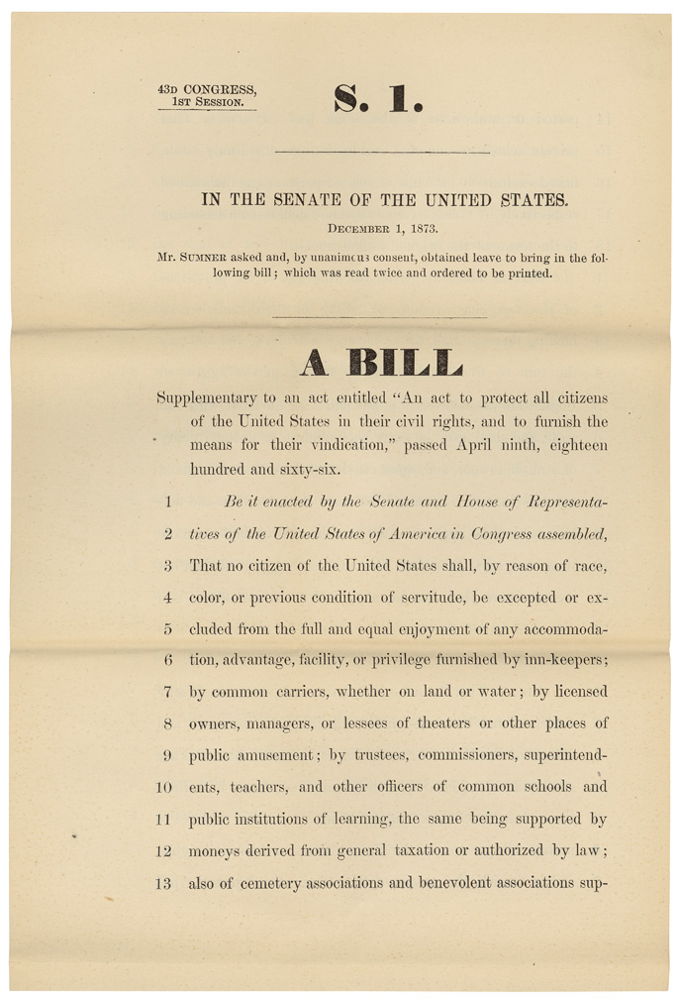 43D CONGRESS,
1ST SESSION.
S. 1.
IN THE SENATE OF THE UNITED STATES.
DECEMBER 1, 1873.
Mr. SUMNER asked and, by unanimous consent, obtained leave to bring in the fol-
lowing bill; which was read twice and ordered to be printed.
A BILL
Supplementary to an act entitled “An act to protect all citizens
of the United States in their civil rights, and to furnish the
means for their vindication,” passed April ninth, eighteen
hundred and sixty-six.
1 Be it enacted by the Senate and House of Representa-
2 tives of the United States of America in Congress assembled,
3 That no citizen of the United States shall, by reason of race,
4 color, or previous condition of servitude, be excepted or ex-
5 cluded from the full and equal enjoyment of any accommoda-
6 tion, advantage, facility, or privilege furnished by inn-keepers;
7 by common carriers, whether on land or water; by licensed
8 owners, managers, or lessees of theaters or other places of
9 public amusement; by trustees, commissioners, superintend-
10 ents, teachers, and other officers of common schools and
11 public institutions of learning, the same being supported by
12 moneys derived from general taxation or authorized by law;
13 also of cemetery associations and benevolent associations sup-